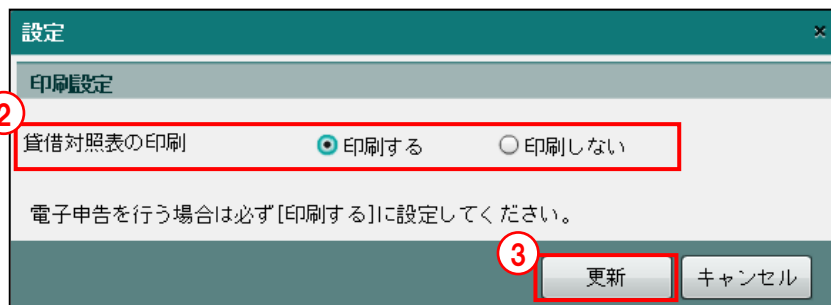 設定 ×
印刷設定
②
貸借対照表の印刷 印刷する 印刷しない
電子申告を行う場合は必ず[印刷する]に設定してください。
③
更新 キャンセル